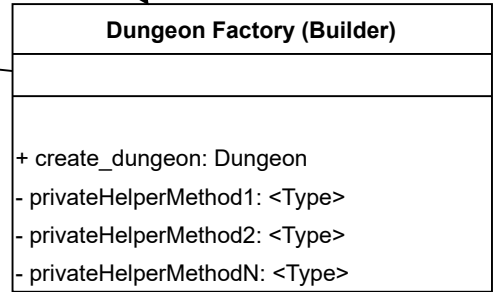 Dungeon Factory (Builder)
+ create_dungeon: Dungeon
- privateHelperMethod1: <Type>
- privateHelperMethod2: <Type>
- privateHelperMethodN: <Type>